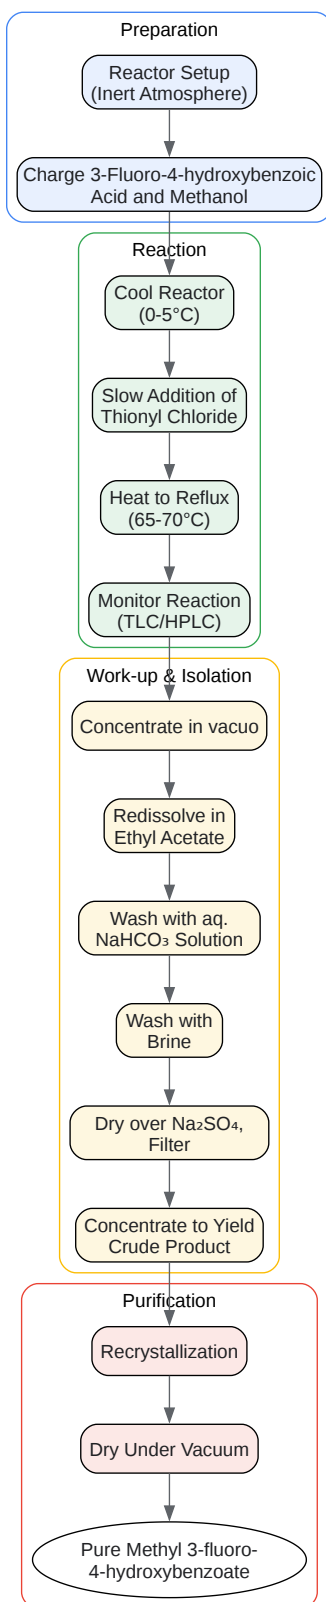 Preparation
Reactor Setup
(Inert Atmosphere)
Charge 3-Fluoro-4-hydroxybenzoic
Acid and Methanol
Reaction
Cool Reactor
(0-5°C)
Slow Addition of
Thionyl Chloride
Heat to Reflux
(65-70°C)
Monitor Reaction
(TLC/HPLC)
Work-up & Isolation
Concentrate in vacuo
Redissolve in
Ethyl Acetate
Wash with aq.
NaHCO₃ Solution
Wash with
Brine
Dry over Na₂SO₄,
Filter
Concentrate to Yield
Crude Product
Purification
Recrystallization
Dry Under Vacuum
Pure Methyl 3-fluoro-
4-hydroxybenzoate